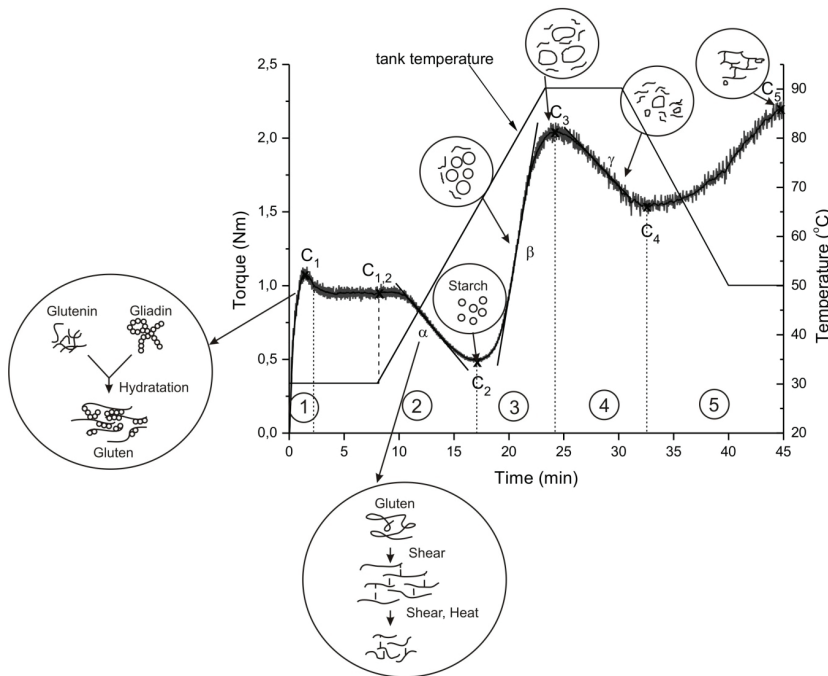 tank temperature
2,5
2,0
1,5
1,0
0,5
0,0
Torque (Nm)
90
80
70
60
50
40
30
20
Temperature (°C)
0
5
10
15
20
25
30
35
40
45
Time (min)
C1
C1,2
C2
C3
C4
C5
α
β
γ
1
2
3
4
5
Starch
Glutenin
Gliadin
Hydratation
Gluten
Gluten
Shear
Shear, Heat